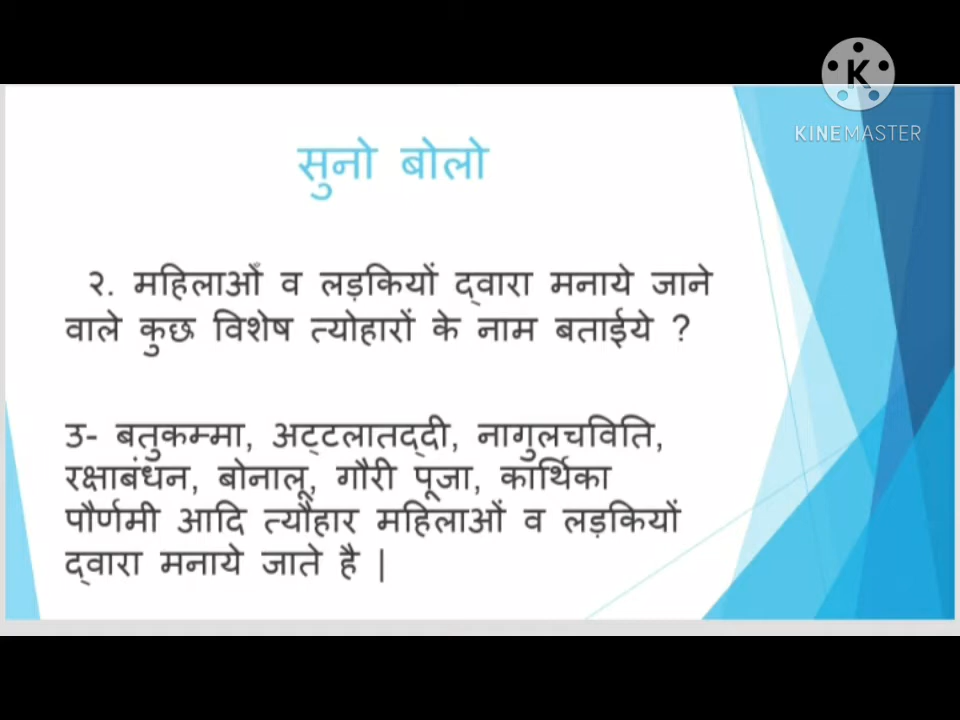 K
KINEMASTER
सुनो बोलो
२. महिलाओँ व लड़कियों द्वारा मनाये जाने
वाले कुछ विशेष त्योहारों के नाम बताईये ?
उ- बतुकम्मा, अट्टलातद्दी, नागुलचविति,
रक्षाबंधन, बोनालू, गौरी पूजा, कार्थिका
पौर्णमी आदि त्यौहार महिलाओं व लड़कियों
द्वारा मनाये जाते है |